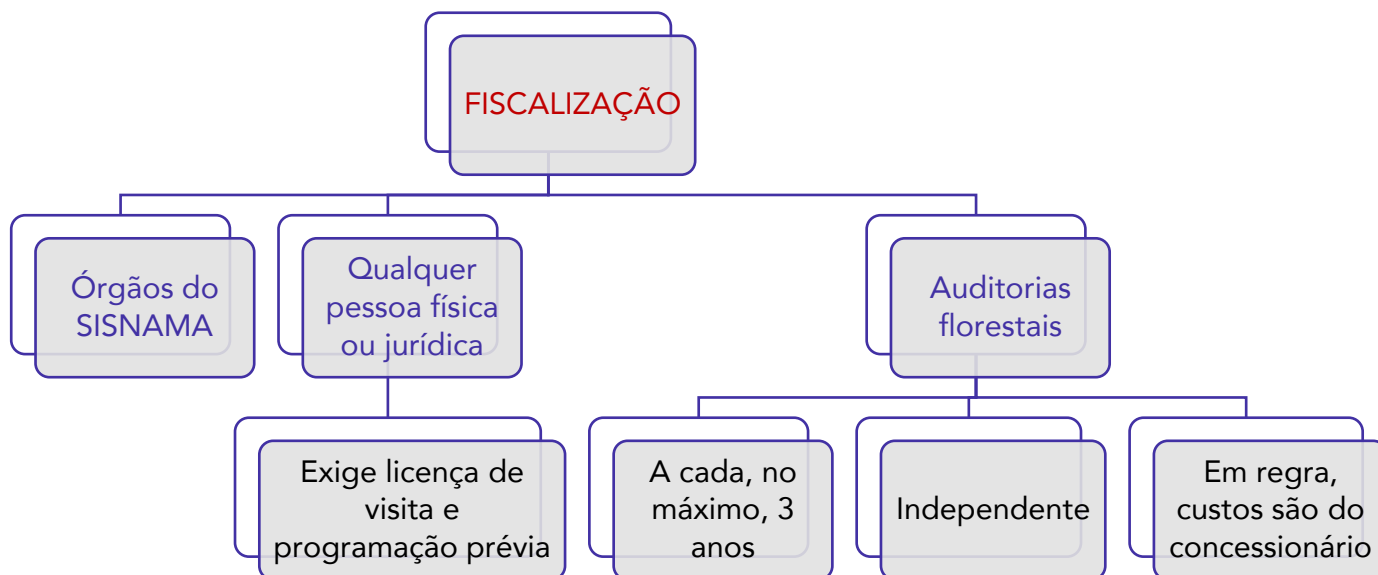 FISCALIZAÇÃO
Órgãos do
SISNAMA
Qualquer
pessoa física
ou jurídica
Auditorias
florestais
Exige licença de
visita e
programação prévia
A cada, no
máximo, 3
anos
Independente
Em regra,
custos são do
concessionário